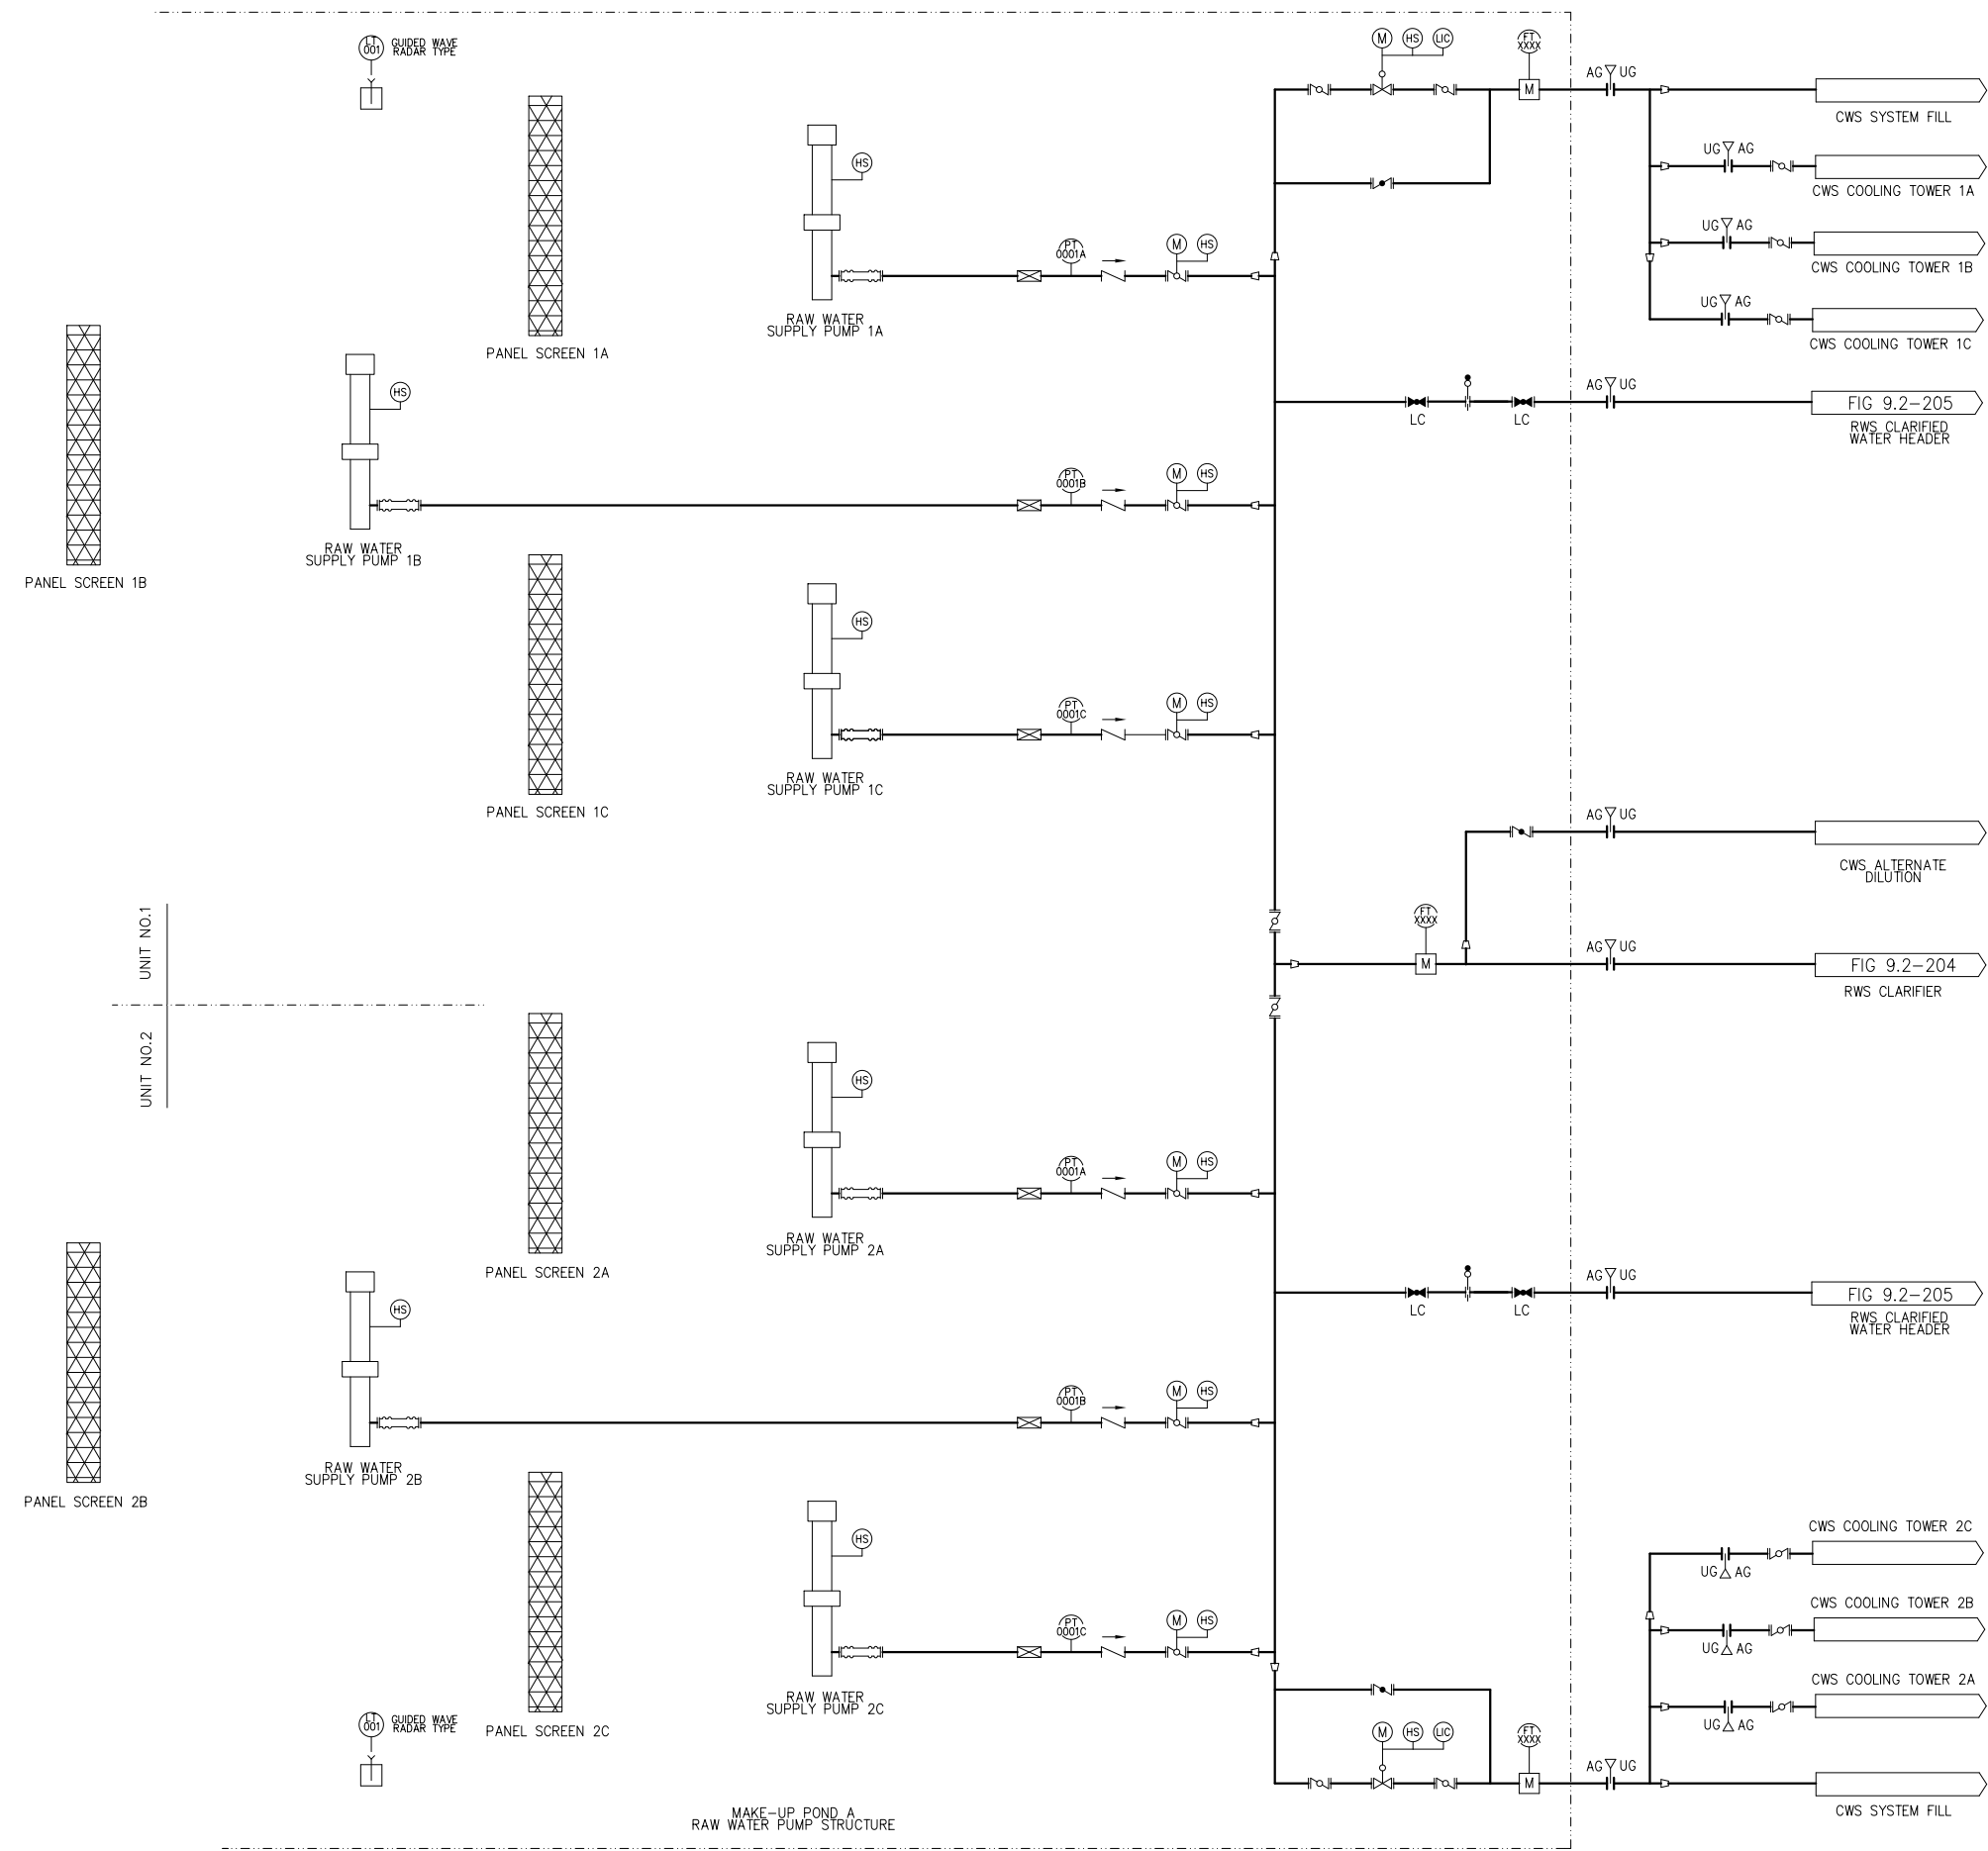 LT
001
GUIDED WAVE
RADAR TYPE
M
HS
LIC
FT
XXXX
M
AG UG
CWS SYSTEM FILL
UG AG
CWS COOLING TOWER 1A
UG AG
CWS COOLING TOWER 1B
UG AG
CWS COOLING TOWER 1C
HS
PT
0001A
M
HS
RAW WATER
SUPPLY PUMP 1A
PANEL SCREEN 1A
HS
AG UG
LC
LC
FIG 9.2-205
RWS CLARIFIED
WATER HEADER
PT
0001B
M
HS
RAW WATER
SUPPLY PUMP 1B
PANEL SCREEN 1B
HS
PT
0001C
M
HS
RAW WATER
SUPPLY PUMP 1C
PANEL SCREEN 1C
AG UG
CWS ALTERNATE
DILUTION
UNIT NO.1
FT
XXXX
M
AG UG
FIG 9.2-204
RWS CLARIFIER
UNIT NO.2
HS
PT
0001A
M
HS
RAW WATER
SUPPLY PUMP 2A
PANEL SCREEN 2A
HS
AG UG
LC
LC
FIG 9.2-205
RWS CLARIFIED
WATER HEADER
PT
0001B
M
HS
RAW WATER
SUPPLY PUMP 2B
PANEL SCREEN 2B
HS
CWS COOLING TOWER 2C
UG AG
CWS COOLING TOWER 2B
UG AG
PT
0001C
M
HS
CWS COOLING TOWER 2A
UG AG
RAW WATER
SUPPLY PUMP 2C
PANEL SCREEN 2C
LT
001
GUIDED WAVE
RADAR TYPE
M
HS
LIC
FT
XXXX
M
AG UG
CWS SYSTEM FILL
MAKE-UP POND A
RAW WATER PUMP STRUCTURE